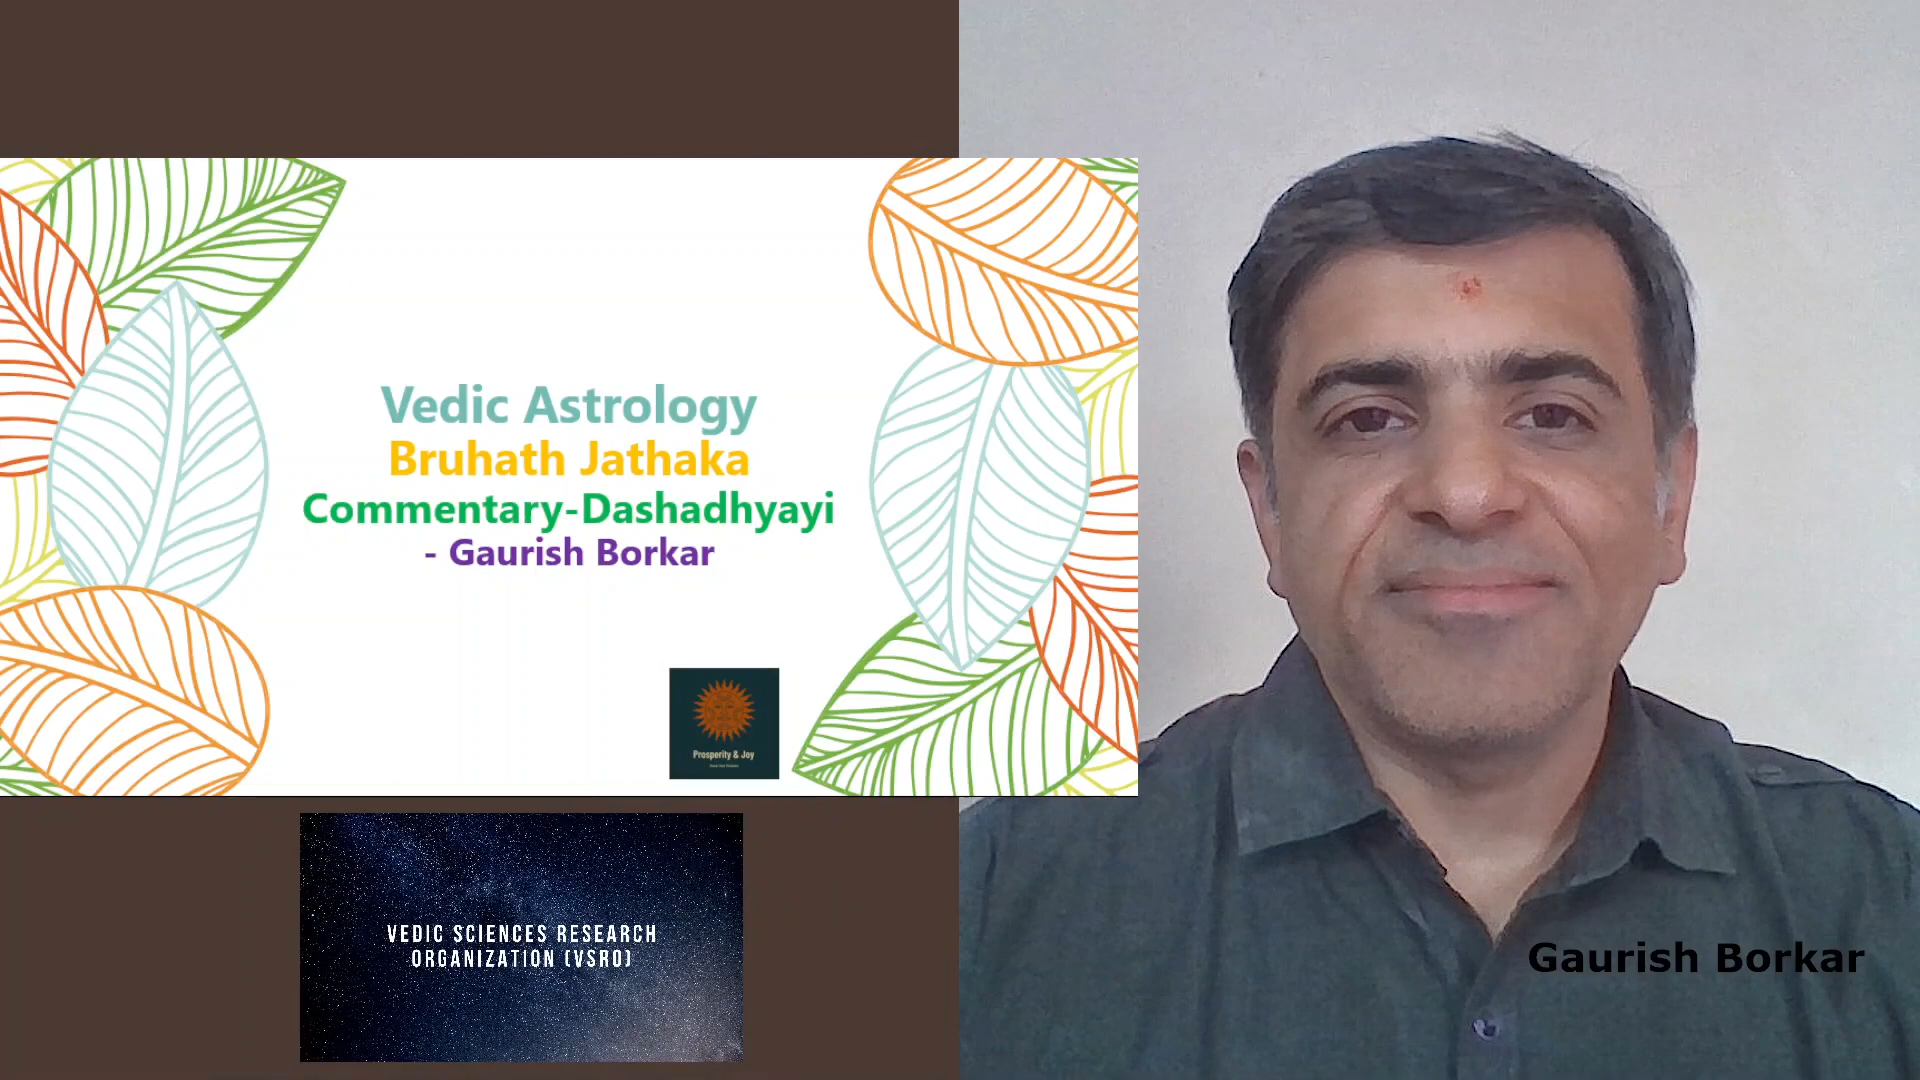 Vedic Astrology
Bruhath Jathaka
Commentary-Dashadhyayi
- Gaurish Borkar
Prosperity & Joy
VEDIC SCIENCES RESEARCH
ORGANIZATION (VSRO)
Gaurish Borkar